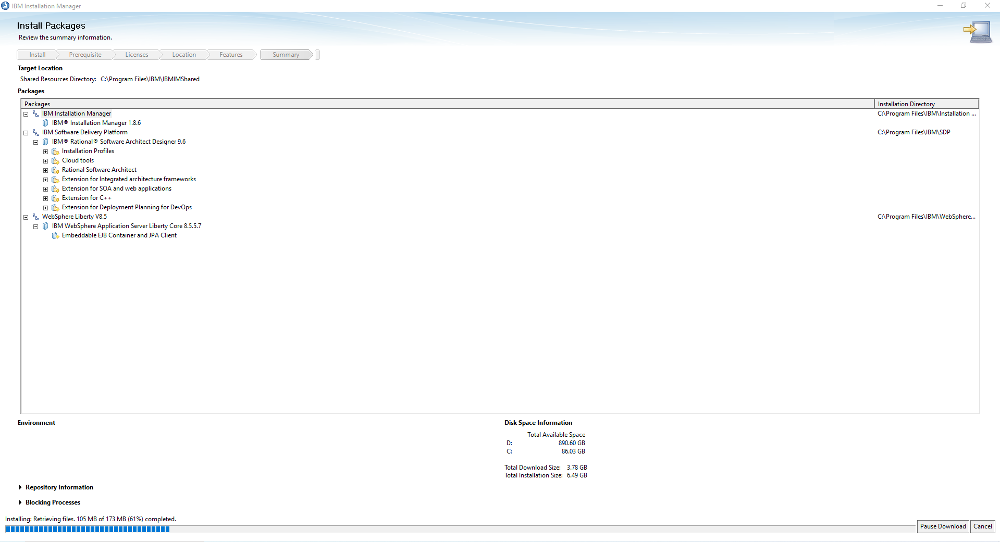 IBM Installation Manager
Install Packages
Review the summary information.
Install Prerequisite Licenses Location Features Summary
Target Location
Shared Resources Directory: C:\Program Files\IBM\IBMIMShared
Packages
Packages Installation Directory
IBM Installation Manager C:\Program Files\IBM\Installation ...
IBM® Installation Manager 1.8.6
IBM Software Delivery Platform C:\Program Files\IBM\SDP
IBM® Rational® Software Architect Designer 9.6
Installation Profiles
Cloud tools
Rational Software Architect
Extension for Integrated architecture frameworks
Extension for SOA and web applications
Extension for C++
Extension for Deployment Planning for DevOps
WebSphere Liberty V8.5 C:\Program Files\IBM\WebSphere...
IBM WebSphere Application Server Liberty Core 8.5.5.7
Embeddable EJB Container and JPA Client
Environment
Disk Space Information
Total Available Space
D: 890.60 GB
C: 86.03 GB
Total Download Size: 3.78 GB
Total Installation Size: 6.49 GB
Repository Information
Blocking Processes
Installing: Retrieving files. 105 MB of 173 MB (61%) completed.
Pause Download Cancel